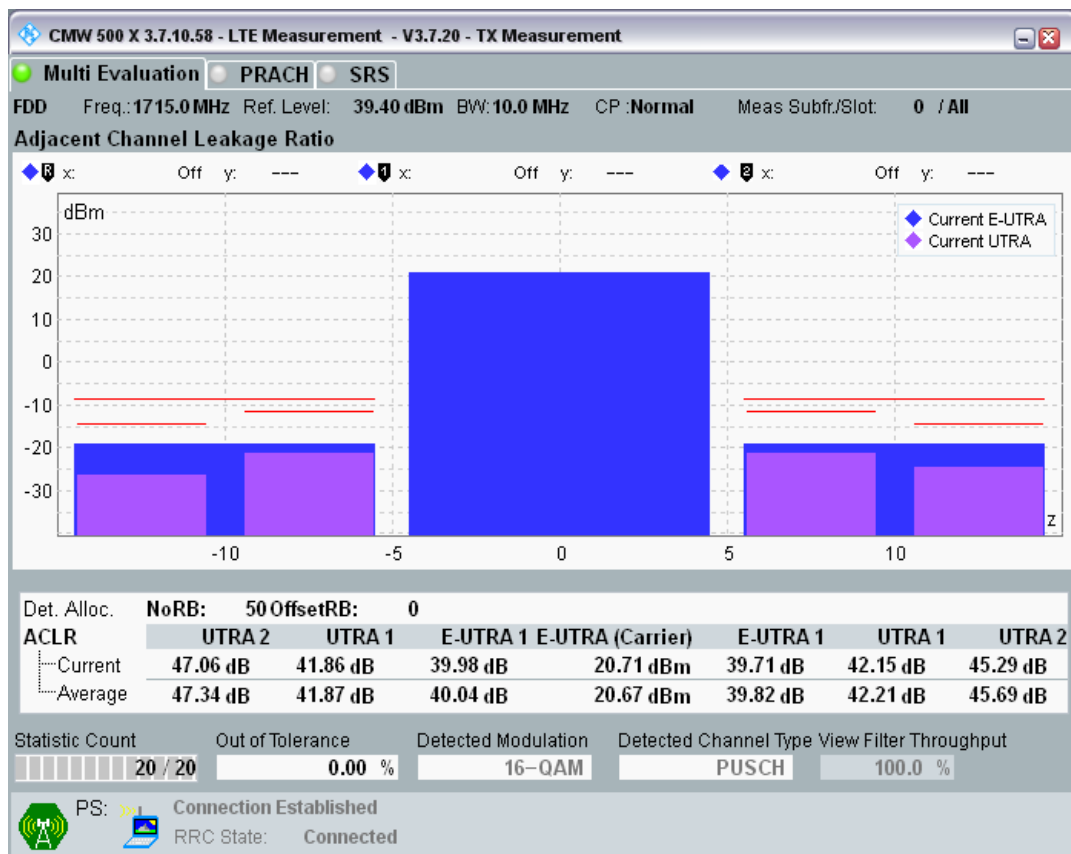 CMW 500 X 3.7.10.58 - LTE Measurement - V3.7.20 - TX Measurement
Multi Evaluation PRACH SRS
FDD Freq.:1715.0 MHz Ref. Level: 39.40 dBm BW:10.0 MHz CP :Normal Meas Subfr./Slot: 0 / All
Adjacent Channel Leakage Ratio
R x: Off y: --- 1 x: Off y: --- 2 x: Off y: ---
dBm
Current E-UTRA
Current UTRA
30
20
10
0
-10
-20
-30
z
-10 -5 0 5 10
Det. Alloc. NoRB: 50 OffsetRB: 0
ACLR UTRA 2 UTRA 1 E-UTRA 1 E-UTRA (Carrier) E-UTRA 1 UTRA 1 UTRA 2
Current 47.06 dB 41.86 dB 39.98 dB 20.71 dBm 39.71 dB 42.15 dB 45.29 dB
Average 47.34 dB 41.87 dB 40.04 dB 20.67 dBm 39.82 dB 42.21 dB 45.69 dB
Statistic Count Out of Tolerance Detected Modulation Detected Channel Type View Filter Throughput
20 / 20 0.00 % 16-QAM PUSCH 100.0 %
PS: Connection Established
RRC State: Connected